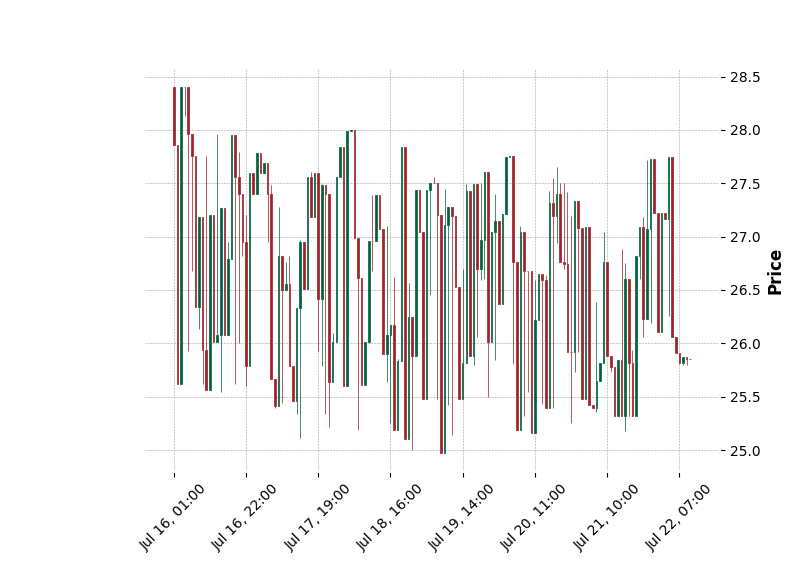 28.5
28.0
27.5
27.0
26.5
26.0
25.5
25.0
Price
Jul 16, 01:00
Jul 16, 22:00
Jul 17, 19:00
Jul 18, 16:00
Jul 19, 14:00
Jul 20, 11:00
Jul 21, 10:00
Jul 22, 07:00